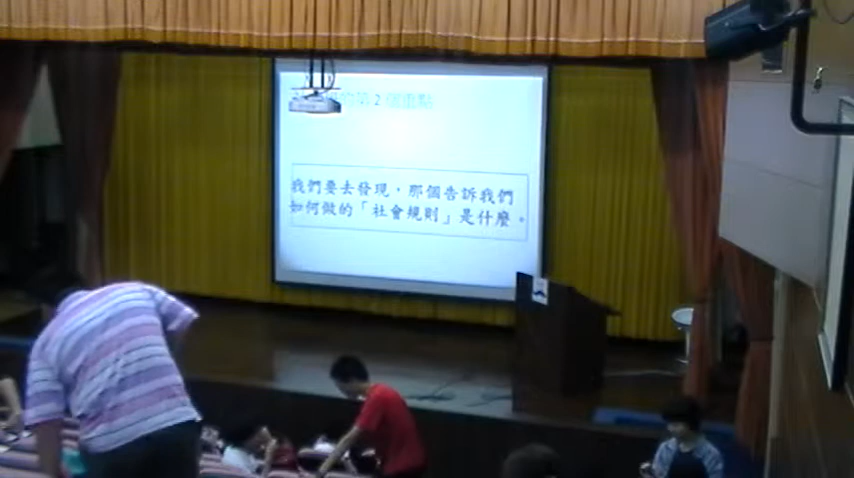 的第2個重點
我們要去發現，那個告訴我們
如何做的「社會規則」是什麼。